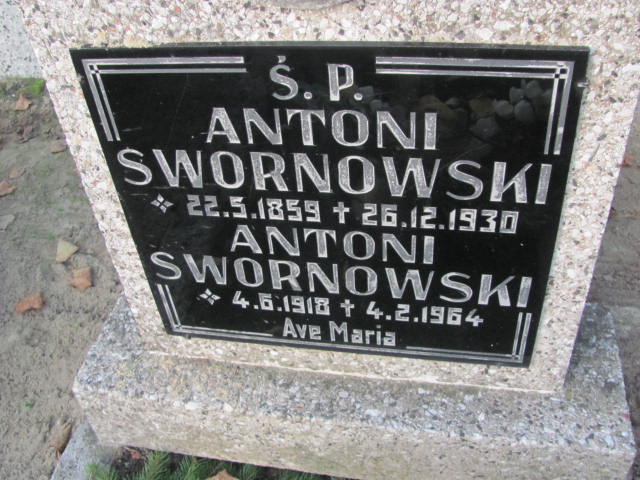 Ś. P.
ANTONI
SWORNOWSKI
22.5.1859 ✝ 26.12.1930
ANTONI
SWORNOWSKI
4.6.1918 ✝ 4.2.1964
Ave Maria